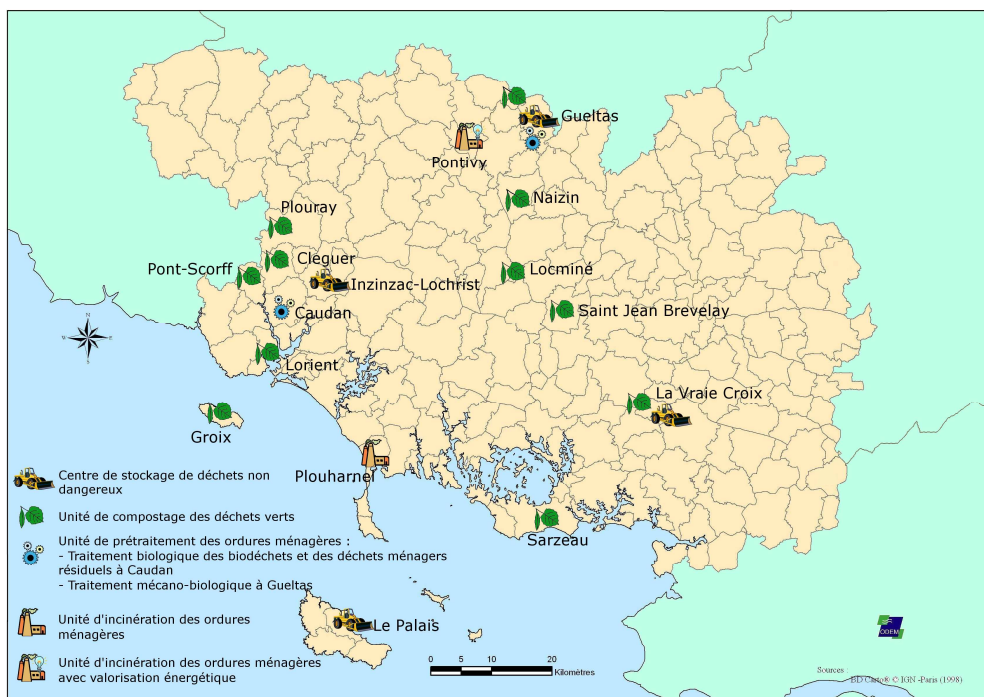 Gueltas
Pontivy
Naizin
Plouray
Cleguer
Pont-Scorff
Inzinzac-Lochrist
Locminé
Caudan
Saint Jean Brevelay
N
W
E
S
Lorient
La Vraie Croix
Groix
Plouharnel
Sarzeau
Le Palais
Centre de stockage de déchets non
dangereux
Unité de compostage des déchets verts
Unité de prétraitement des ordures ménagères :
- Traitement biologique des biodéchets et des déchets ménagers
résiduels à Caudan
- Traitement mécano-biologique à Gueltas
Unité d'incinération des ordures
ménagères
Unité d'incinération des ordures ménagères
avec valorisation énergétique
0 5 10 20
Kilomètres
ODEM
Sources :
BD Carto® © IGN -Paris (1998)